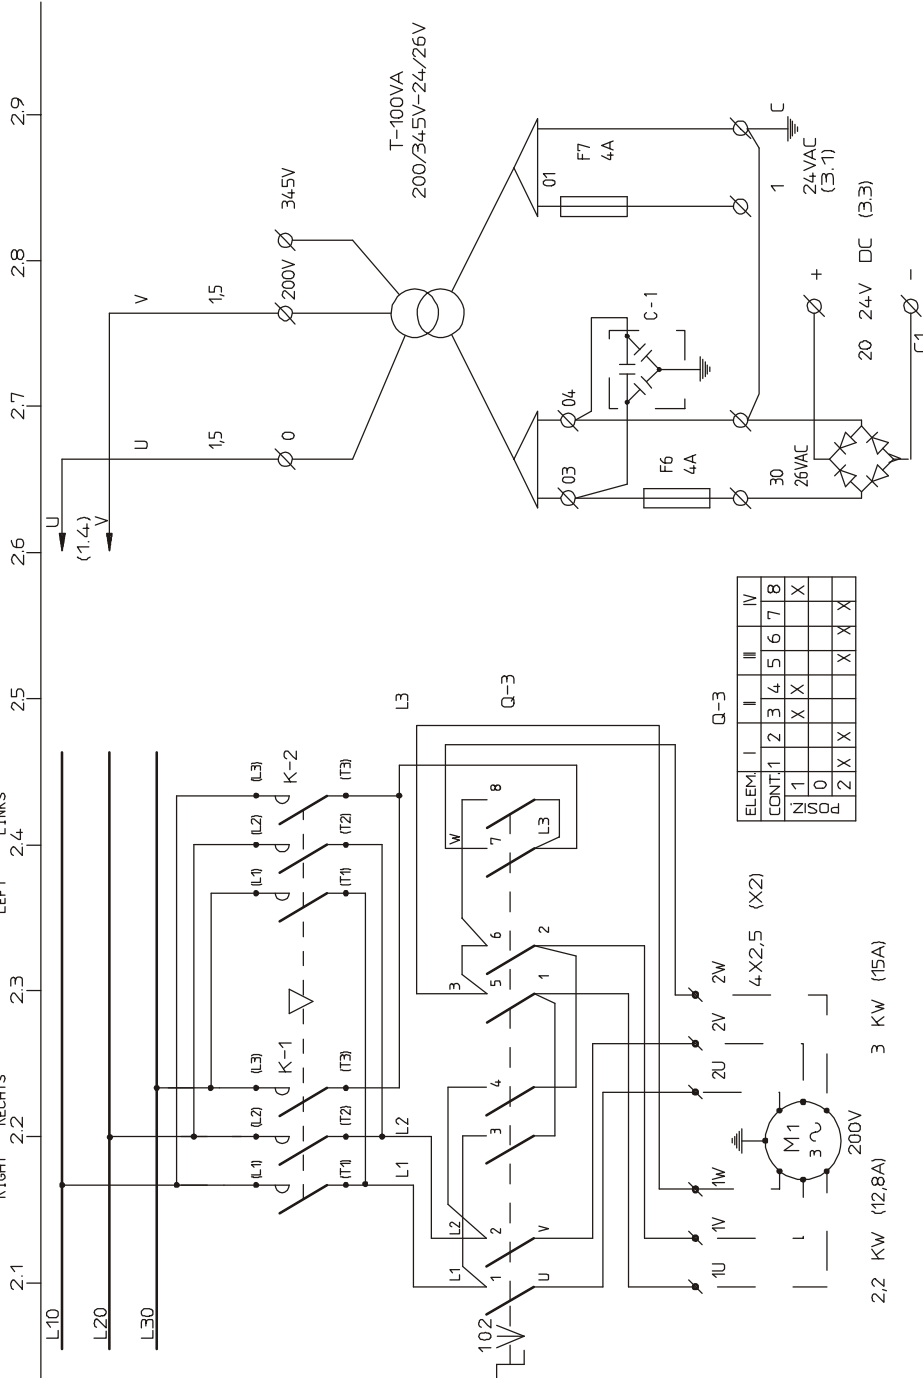 2.1
2.2
2.3
2.4
2.5
2.6
2.7
2.8
2.9
RIGHT RECHTS
LEFT LINKS
L10
L20
L30
U
(1.4)
V
U
V
1,5
1,5
0
200V
345V
T-100VA
200/345V-24/26V
(L1)
(L2)
(L3)
K-1
(L1)
(L2)
(L3)
K-2
(T1)
(T2)
(T3)
(T1)
(T2)
(T3)
L1
L2
L3
Q-3
L1
L2
3
W
1
2
3
4
5
6
7
8
102
U
V
1
2
L3
03
04
01
C-1
F6
4A
F7
4A
30
26VAC
1
C
24VAC
(3.1)
+
20 24V DC (3.3)
-
C1
1U
1V
1W
2U
2V
2W
4X2,5 (X2)
M1
3~
200V
2,2 KW (12,8A)
3 KW (15A)
Q-3
ELEM. I II III IV
CONT. 1 2 3 4 5 6 7 8
POSIZ.
1 X X X
0
2 X X X X X